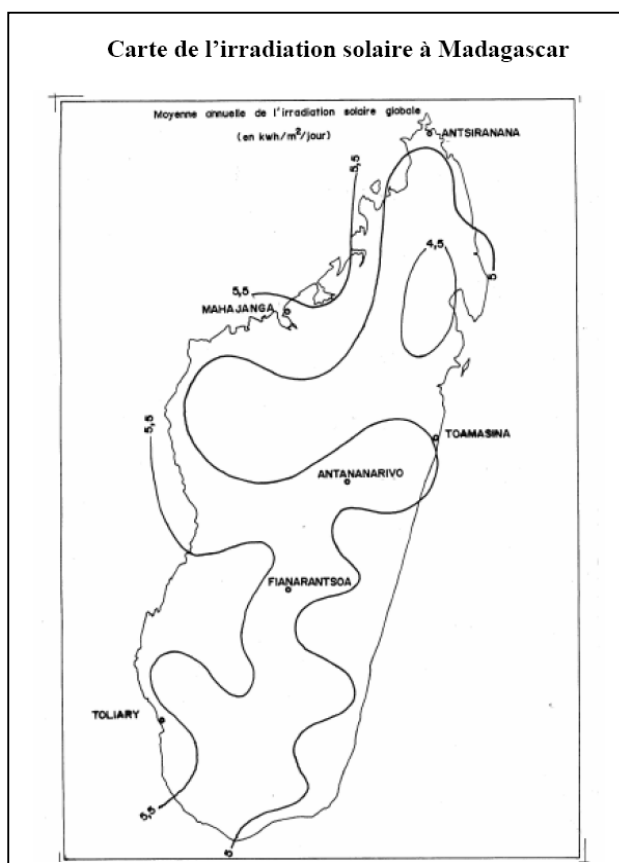 Carte de l'irradiation solaire à Madagascar
Moyenne annuelle de l'irradiation solaire globale
(en kwh/m²/jour)
ANTSIRANANA
5,5
4,5
5
5,5
MAHAJANGA
5,5
TOAMASINA
ANTANANARIVO
FIANARANTSOA
TOLIARY
5,5
5